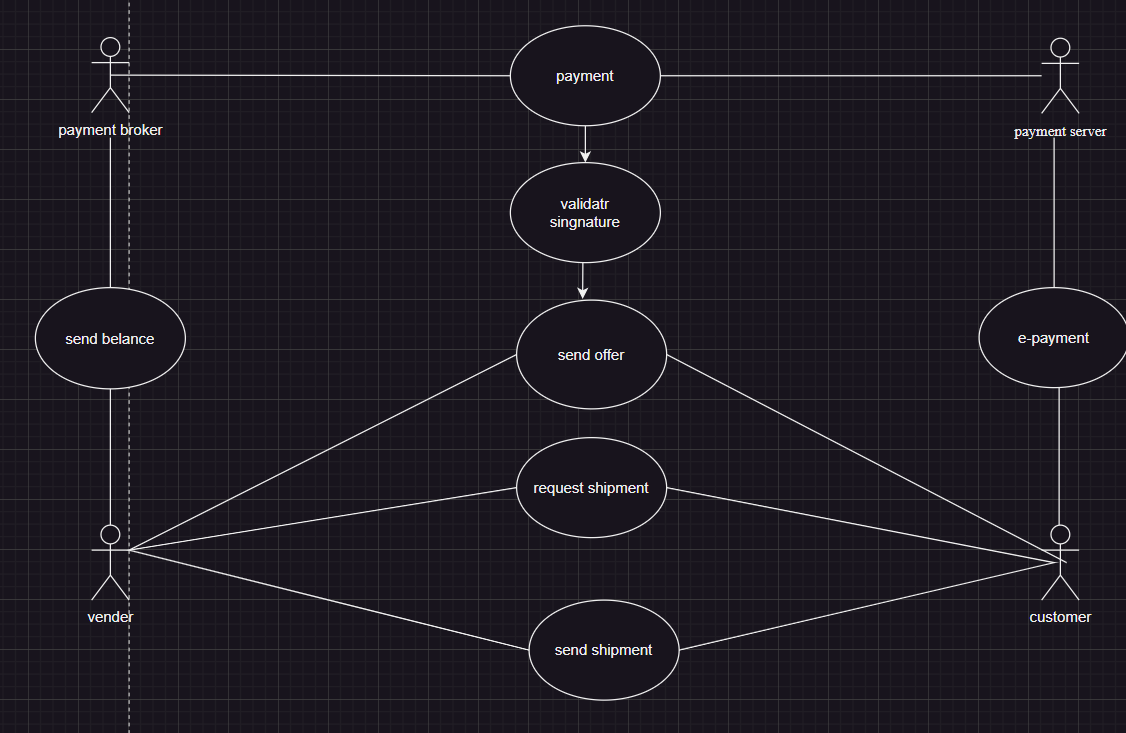 payment
payment broker
payment server
validatr
singnature
send belance
send offer
e-payment
request shipment
vender
customer
send shipment